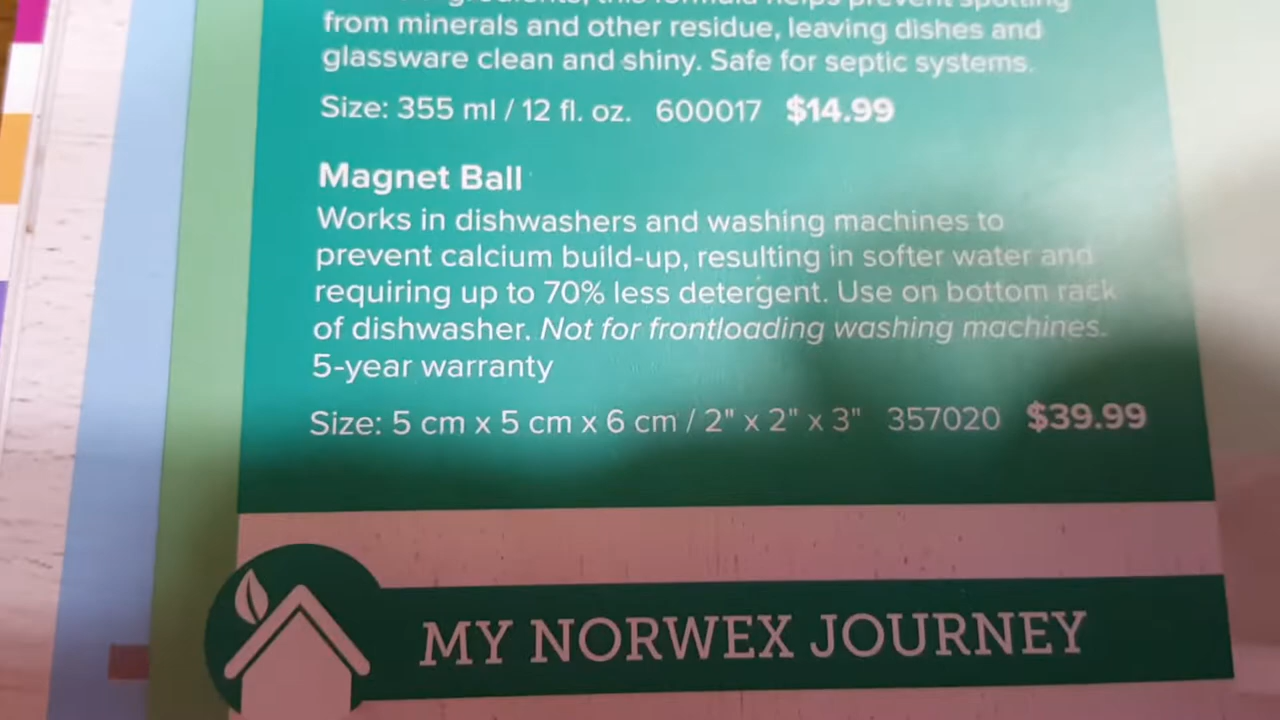 from minerals and other residue, leaving dishes and
glassware clean and shiny. Safe for septic systems.
Size: 355 ml / 12 fl. oz. 600017 $14.99
Magnet Ball
Works in dishwashers and washing machines to
prevent calcium build-up, resulting in softer water and
requiring up to 70% less detergent. Use on bottom rack
of dishwasher. Not for frontloading washing machines.
5-year warranty
Size: 5 cm x 5 cm x 6 cm / 2" x 2" x 3" 357020 $39.99
MY NORWEX JOURNEY